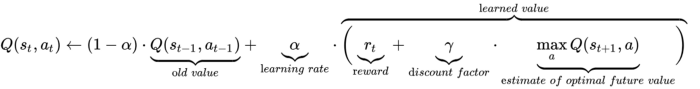 learned value
Q(s_t, a_t) ← (1 − α) · Q(s_{t−1}, a_{t−1}) + α · ( r_t + γ · max_a Q(s_{t+1}, a) )
old value learning rate reward discount factor estimate of optimal future value